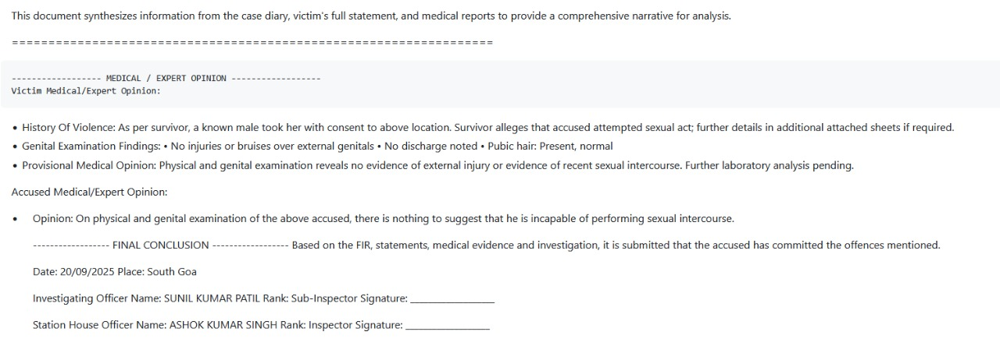 This document synthesizes information from the case diary, victim's full statement, and medical reports to provide a comprehensive narrative for analysis.
==================================================================
------------------ MEDICAL / EXPERT OPINION ------------------
Victim Medical/Expert Opinion:
• History Of Violence: As per survivor, a known male took her with consent to above location. Survivor alleges that accused attempted sexual act; further details in additional attached sheets if required.
• Genital Examination Findings: • No injuries or bruises over external genitals • No discharge noted • Pubic hair: Present, normal
• Provisional Medical Opinion: Physical and genital examination reveals no evidence of external injury or evidence of recent sexual intercourse. Further laboratory analysis pending.
Accused Medical/Expert Opinion:
• Opinion: On physical and genital examination of the above accused, there is nothing to suggest that he is incapable of performing sexual intercourse.
------------------ FINAL CONCLUSION ------------------ Based on the FIR, statements, medical evidence and investigation, it is submitted that the accused has committed the offences mentioned.
Date: 20/09/2025 Place: South Goa
Investigating Officer Name: SUNIL KUMAR PATIL Rank: Sub-Inspector Signature: __________________
Station House Officer Name: ASHOK KUMAR SINGH Rank: Inspector Signature: __________________